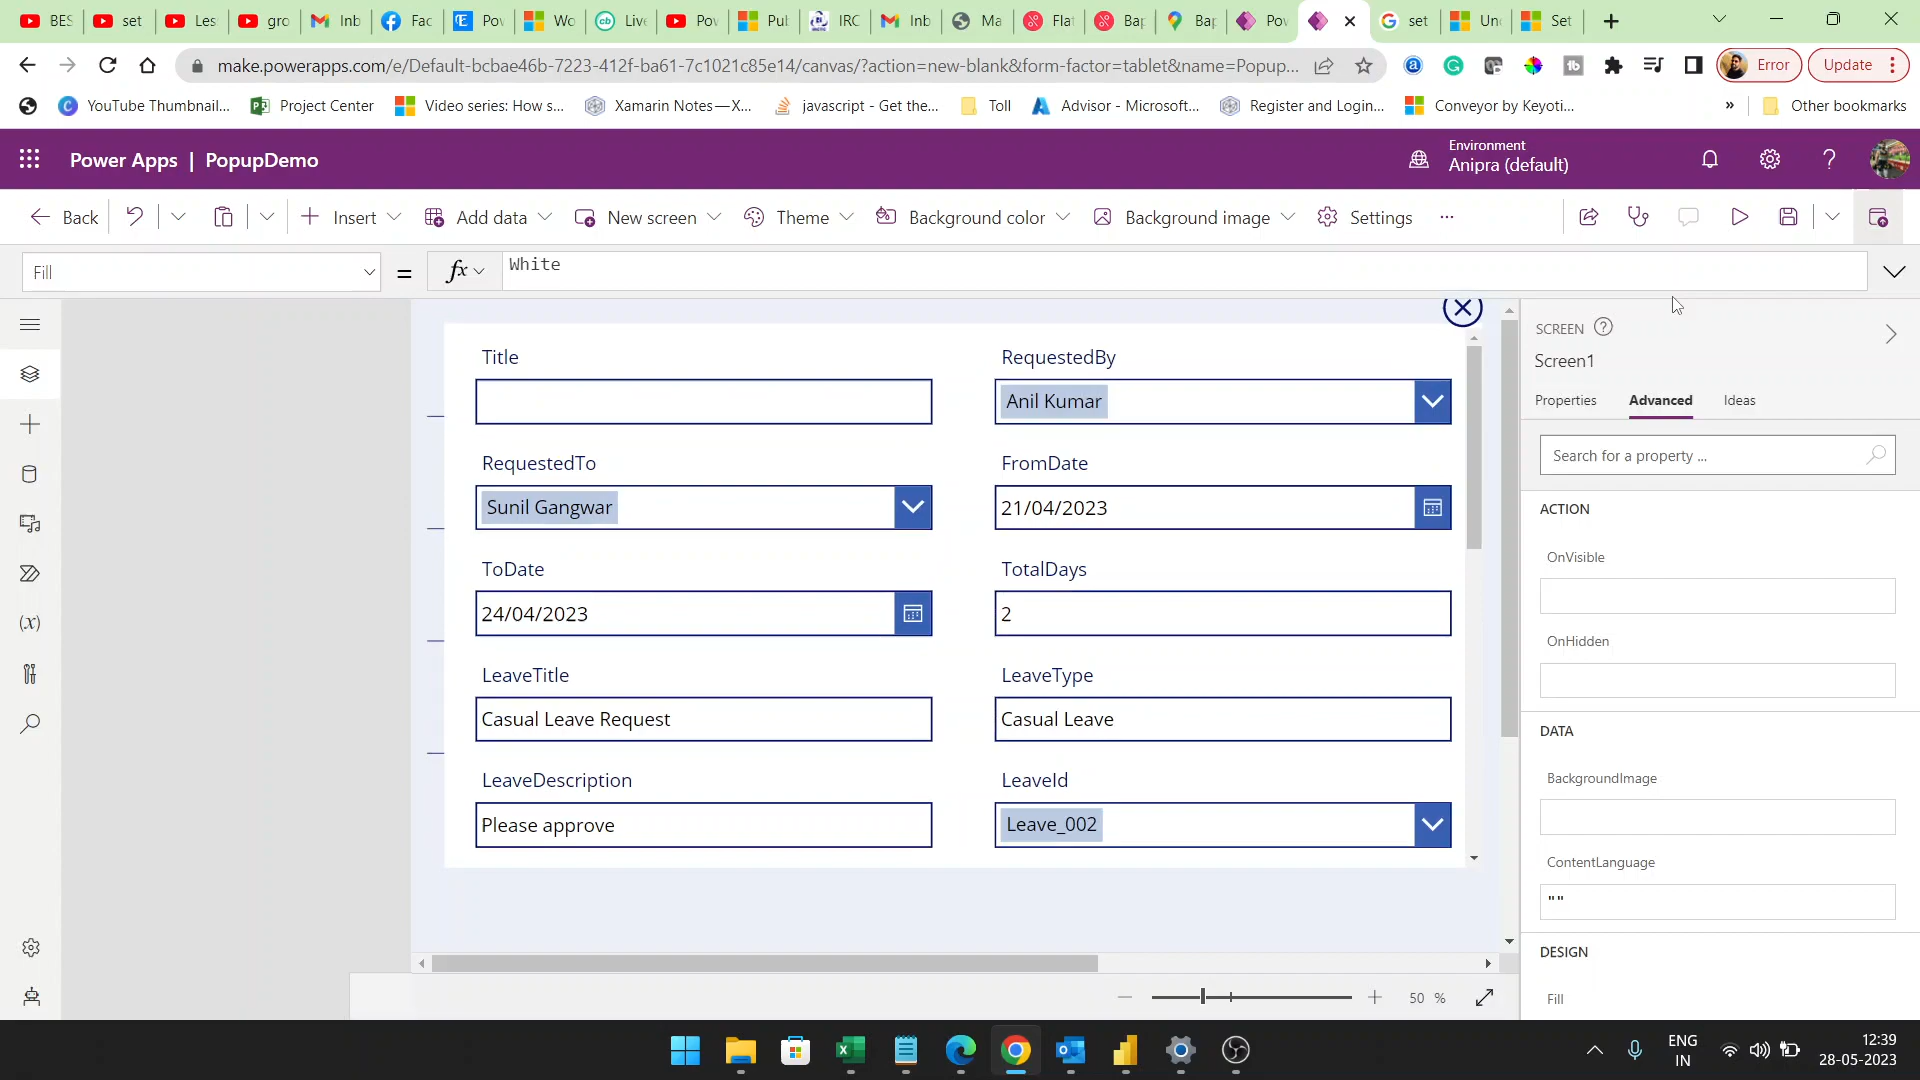 BES
set
Les
gro
Inb
Fac
Pov
Wo
Live
Pov
Pub
IRC
Inb
Ma
Flat
Bap
Bap
Pov
set
Un
Set
make.powerapps.com/e/Default-bcbae46b-7223-412f-ba61-7c1021c85e14/canvas/?action=new-blank&form-factor=tablet&name=Popup...
Error
Update
YouTube Thumbnail...
Project Center
Video series: How s...
Xamarin Notes—X...
javascript - Get the...
Toll
Advisor - Microsoft...
Register and Login,...
Conveyor by Keyoti...
»
Other bookmarks
Power Apps | PopupDemo
Environment
Anipra (default)
Back
Insert
Add data
New screen
Theme
Background color
Background image
Settings
...
Fill
=
fx
White
Title
RequestedBy
Anil Kumar
RequestedTo
FromDate
Sunil Gangwar
21/04/2023
ToDate
TotalDays
24/04/2023
2
LeaveTitle
LeaveType
Casual Leave Request
Casual Leave
LeaveDescription
LeaveId
Please approve
Leave_002
SCREEN
Screen1
Properties
Advanced
Ideas
Search for a property ...
ACTION
OnVisible
OnHidden
DATA
BackgroundImage
ContentLanguage
""
DESIGN
Fill
50 %
ENG
IN
12:39
28-05-2023